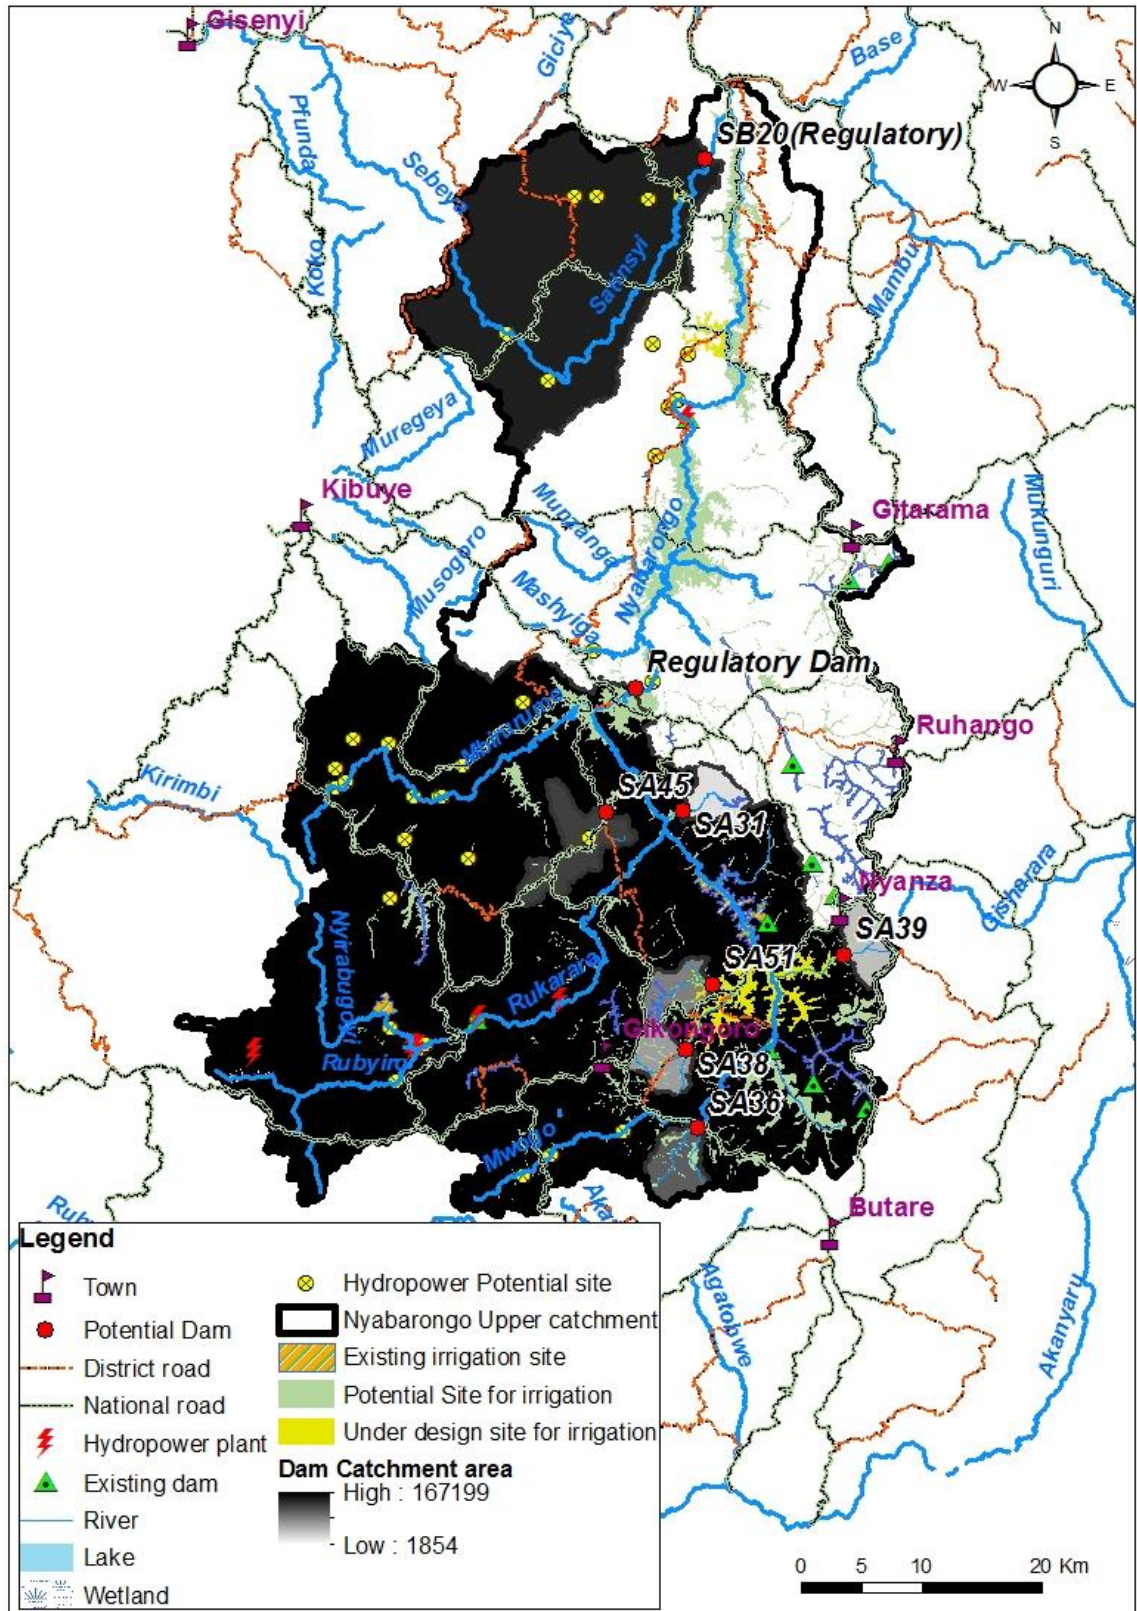 Gisenyi
Giciye
Base
N
W
E
S
Pfunda
SB20(Regulatory)
Sebeya
Koko
Satinsyi
Mambu
Muregeya
Kibuye
Munzanga
Nyabarongo
Gitarama
Mukunguri
Musogoro
Mashyiga
Regulatory Dam
Mbirurume
Ruhango
Kirimbi
SA45
SA31
Nyanza
Gisharara
SA39
SA51
Nyirabugoki
Rukarara
Gikongoro
Rubyiro
SA38
SA36
Mwogo
Butare
Agatobwe
Akanyaru
Legend
Town
Potential Dam
District road
National road
Hydropower plant
Existing dam
River
Lake
Wetland
Hydropower Potential site
Nyabarongo Upper catchment
Existing irrigation site
Potential Site for irrigation
Under design site for irrigation
Dam Catchment area
High : 167199
Low : 1854
0 5 10 20 Km